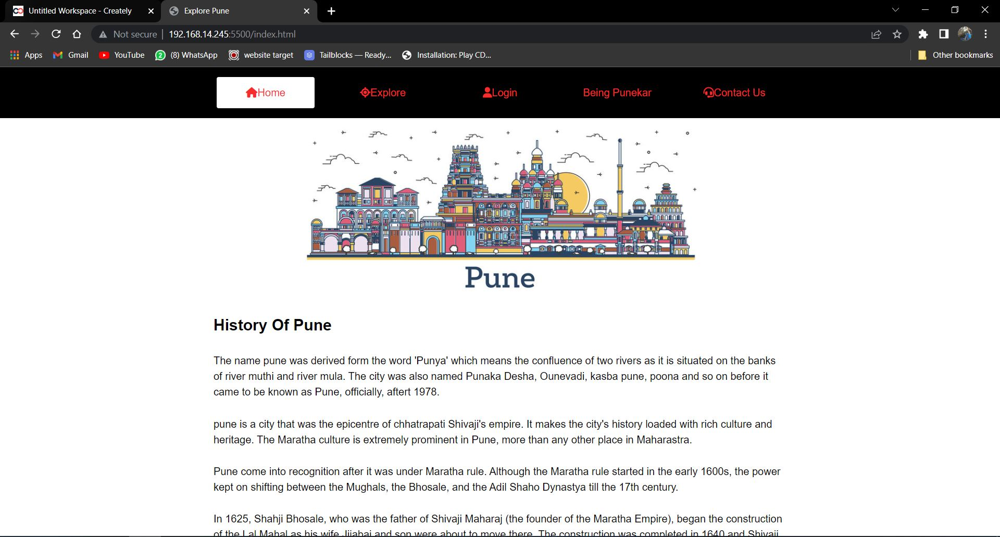 Untitled Workspace - Creately
Explore Pune
Not secure | 192.168.14.245:5500/index.html
Apps Gmail YouTube 2 (8) WhatsApp website target Tailblocks — Ready... Installation: Play CD... Other bookmarks
Home Explore Login Being Punekar Contact Us
Pune
History Of Pune
The name pune was derived form the word 'Punya' which means the confluence of two rivers as it is situated on the banks
of river muthi and river mula. The city was also named Punaka Desha, Ounevadi, kasba pune, poona and so on before it
came to be known as Pune, officially, aftert 1978.
pune is a city that was the epicentre of chhatrapati Shivaji's empire. It makes the city's history loaded with rich culture and
heritage. The Maratha culture is extremely prominent in Pune, more than any other place in Maharastra.
Pune come into recognition after it was under Maratha rule. Although the Maratha rule started in the early 1600s, the power
kept on shifting between the Mughals, the Bhosale, and the Adil Shaho Dynastya till the 17th century.
In 1625, Shahji Bhosale, who was the father of Shivaji Maharaj (the founder of the Maratha Empire), began the construction
of the Lal Mahal as his wife Jijabai and son were about to move there. The construction was completed in 1640 and Shivaji